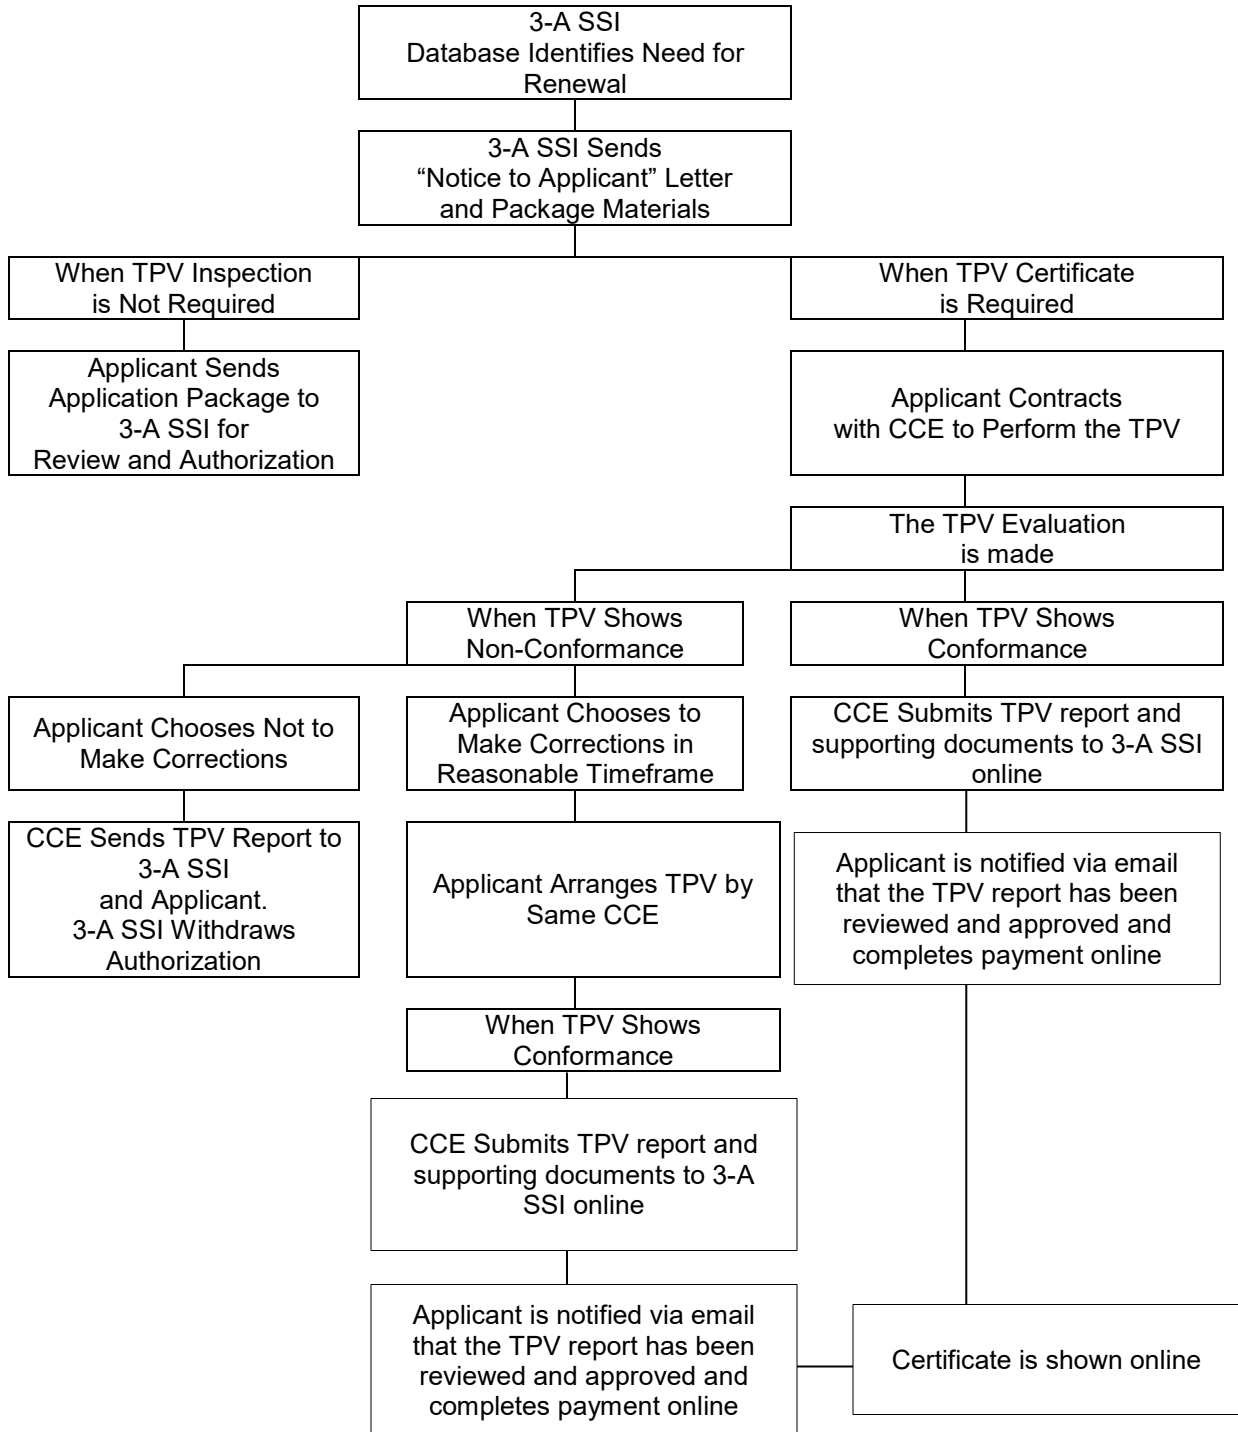 3-A SSI
Database Identifies Need for
Renewal
3-A SSI Sends
“Notice to Applicant” Letter
and Package Materials
When TPV Inspection
is Not Required
When TPV Certificate
is Required
Applicant Sends
Application Package to
3-A SSI for
Review and Authorization
Applicant Contracts
with CCE to Perform the TPV
The TPV Evaluation
is made
When TPV Shows
Non-Conformance
When TPV Shows
Conformance
Applicant Chooses Not to
Make Corrections
Applicant Chooses to
Make Corrections in
Reasonable Timeframe
CCE Submits TPV report and
supporting documents to 3-A SSI
online
CCE Sends TPV Report to
3-A SSI
and Applicant.
3-A SSI Withdraws
Authorization
Applicant Arranges TPV by
Same CCE
Applicant is notified via email
that the TPV report has been
reviewed and approved and
completes payment online
When TPV Shows
Conformance
CCE Submits TPV report and
supporting documents to 3-A
SSI online
Applicant is notified via email
that the TPV report has been
reviewed and approved and
completes payment online
Certificate is shown online